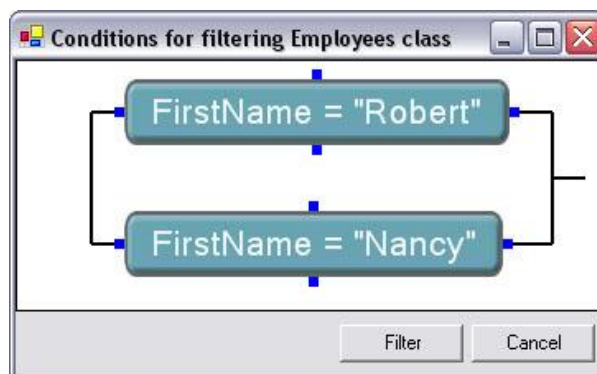 Conditions for filtering Employees class
FirstName = "Robert"
FirstName = "Nancy"
Filter
Cancel